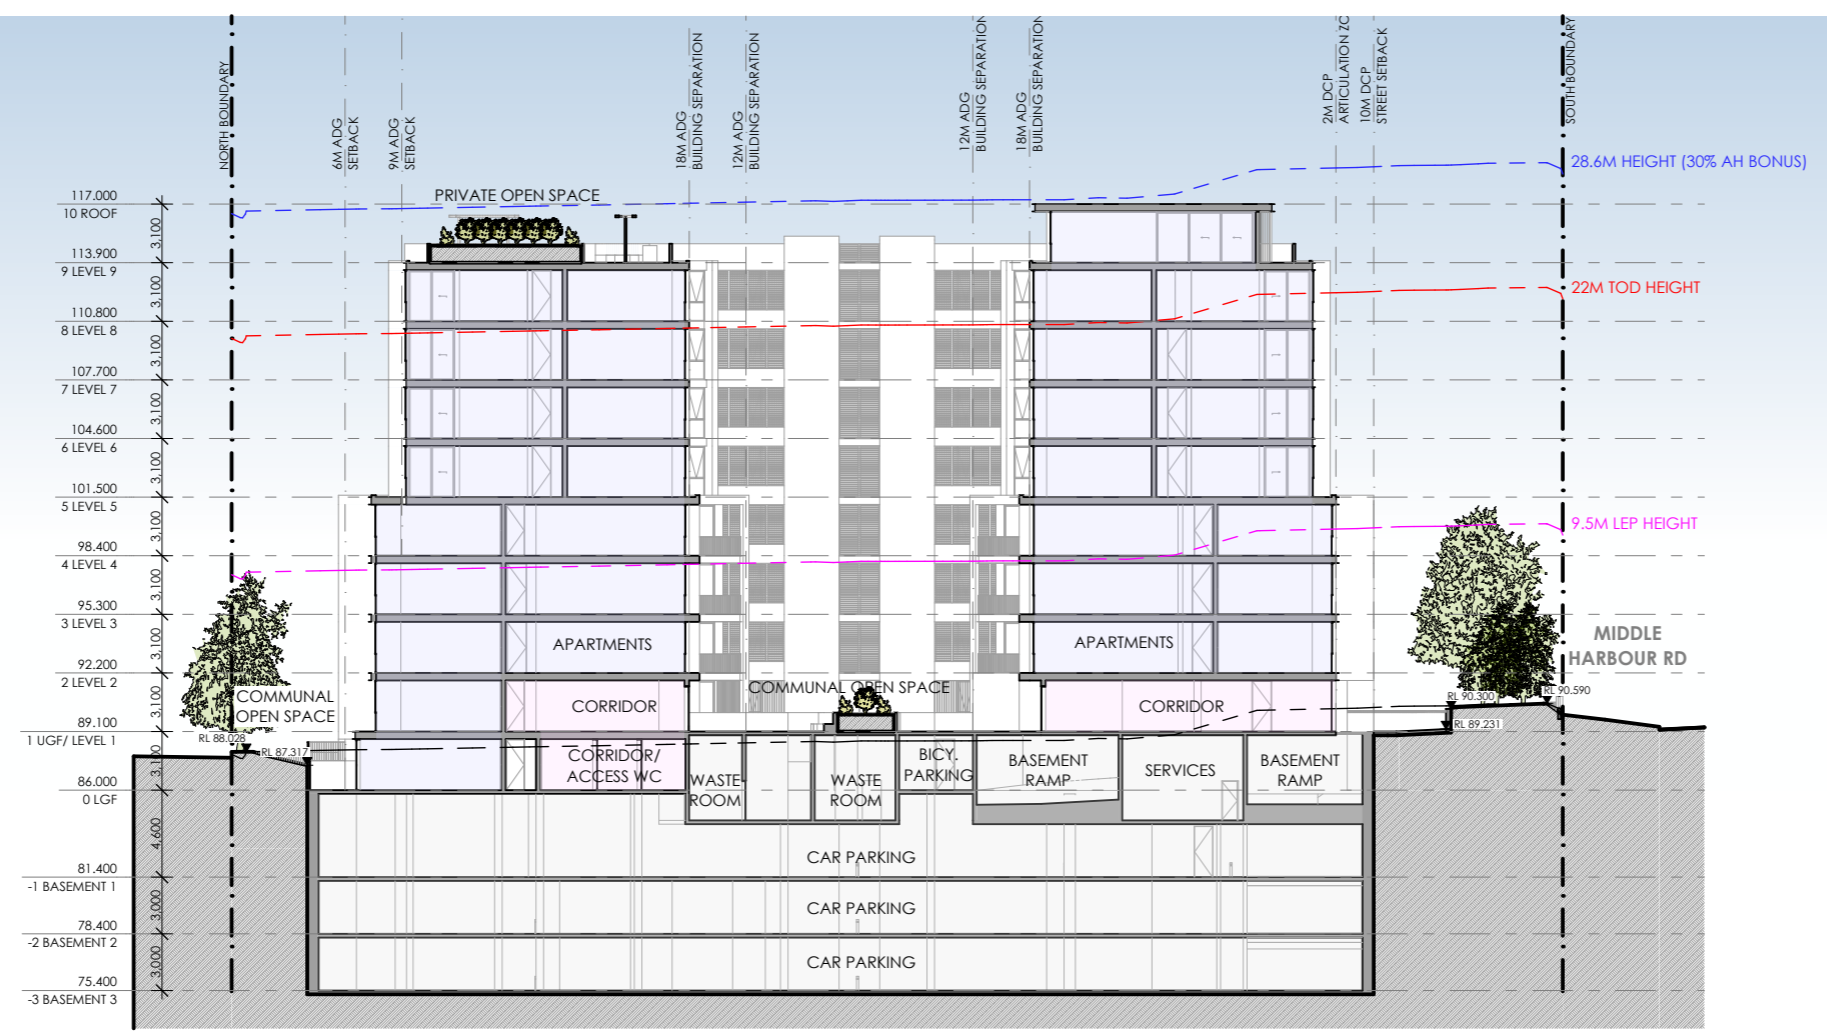 NORTH BOUNDARY
6M ADG
SETBACK
9M ADG
SETBACK
18M ADG
BUILDING SEPARATION
12M ADG
BUILDING SEPARATION
12M ADG
BUILDING SEPARATION
18M ADG
BUILDING SEPARATION
2M DCP
ARTICULATION ZO
10M DCP
STREET SETBACK
SOUTH BOUNDARY
28.6M HEIGHT (30% AH BONUS)
22M TOD HEIGHT
9.5M LEP HEIGHT
117.000
10 ROOF
3,100
113.900
9 LEVEL 9
3,100
110.800
8 LEVEL 8
3,100
107.700
7 LEVEL 7
3,100
104.600
6 LEVEL 6
3,100
101.500
5 LEVEL 5
3,100
98.400
4 LEVEL 4
3,100
95.300
3 LEVEL 3
3,100
92.200
2 LEVEL 2
3,100
89.100
1 UGF/ LEVEL 1
3,100
86.000
0 LGF
4,600
81.400
-1 BASEMENT 1
3,000
78.400
-2 BASEMENT 2
3,000
75.400
-3 BASEMENT 3
PRIVATE OPEN SPACE
APARTMENTS
APARTMENTS
MIDDLE
HARBOUR RD
COMMUNAL
OPEN SPACE
COMMUNAL OPEN SPACE
CORRIDOR
CORRIDOR
RL 90.300
RL 90.590
RL 89.231
RL 88.028
RL 87.317
CORRIDOR/
ACCESS WC
WASTE
ROOM
WASTE
ROOM
BICY.
PARKING
BASEMENT
RAMP
SERVICES
BASEMENT
RAMP
CAR PARKING
CAR PARKING
CAR PARKING